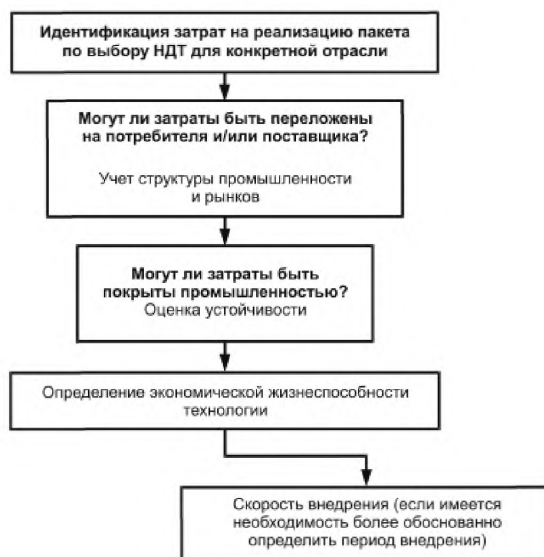 Идентификация затрат на реализацию пакета
по выбору НДТ для конкретной отрасли
Могут ли затраты быть переложены
на потребителя и/или поставщика?
Учет структуры промышленности
и рынков
Могут ли затраты быть
покрыты промышленностью?
Оценка устойчивости
Определение экономической жизнеспособности
технологии
Скорость внедрения (если имеется
необходимость более обоснованно
определить период внедрения)